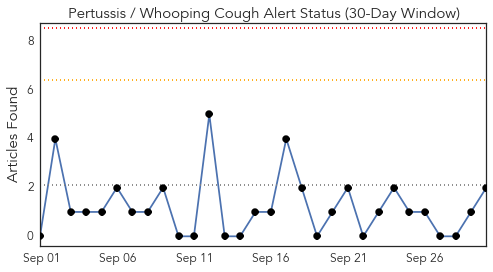 Pertussis / Whooping Cough Alert Status (30-Day Window)
Articles Found
8
6
4
2
0
Sep 01 Sep 06 Sep 11 Sep 16 Sep 21 Sep 26